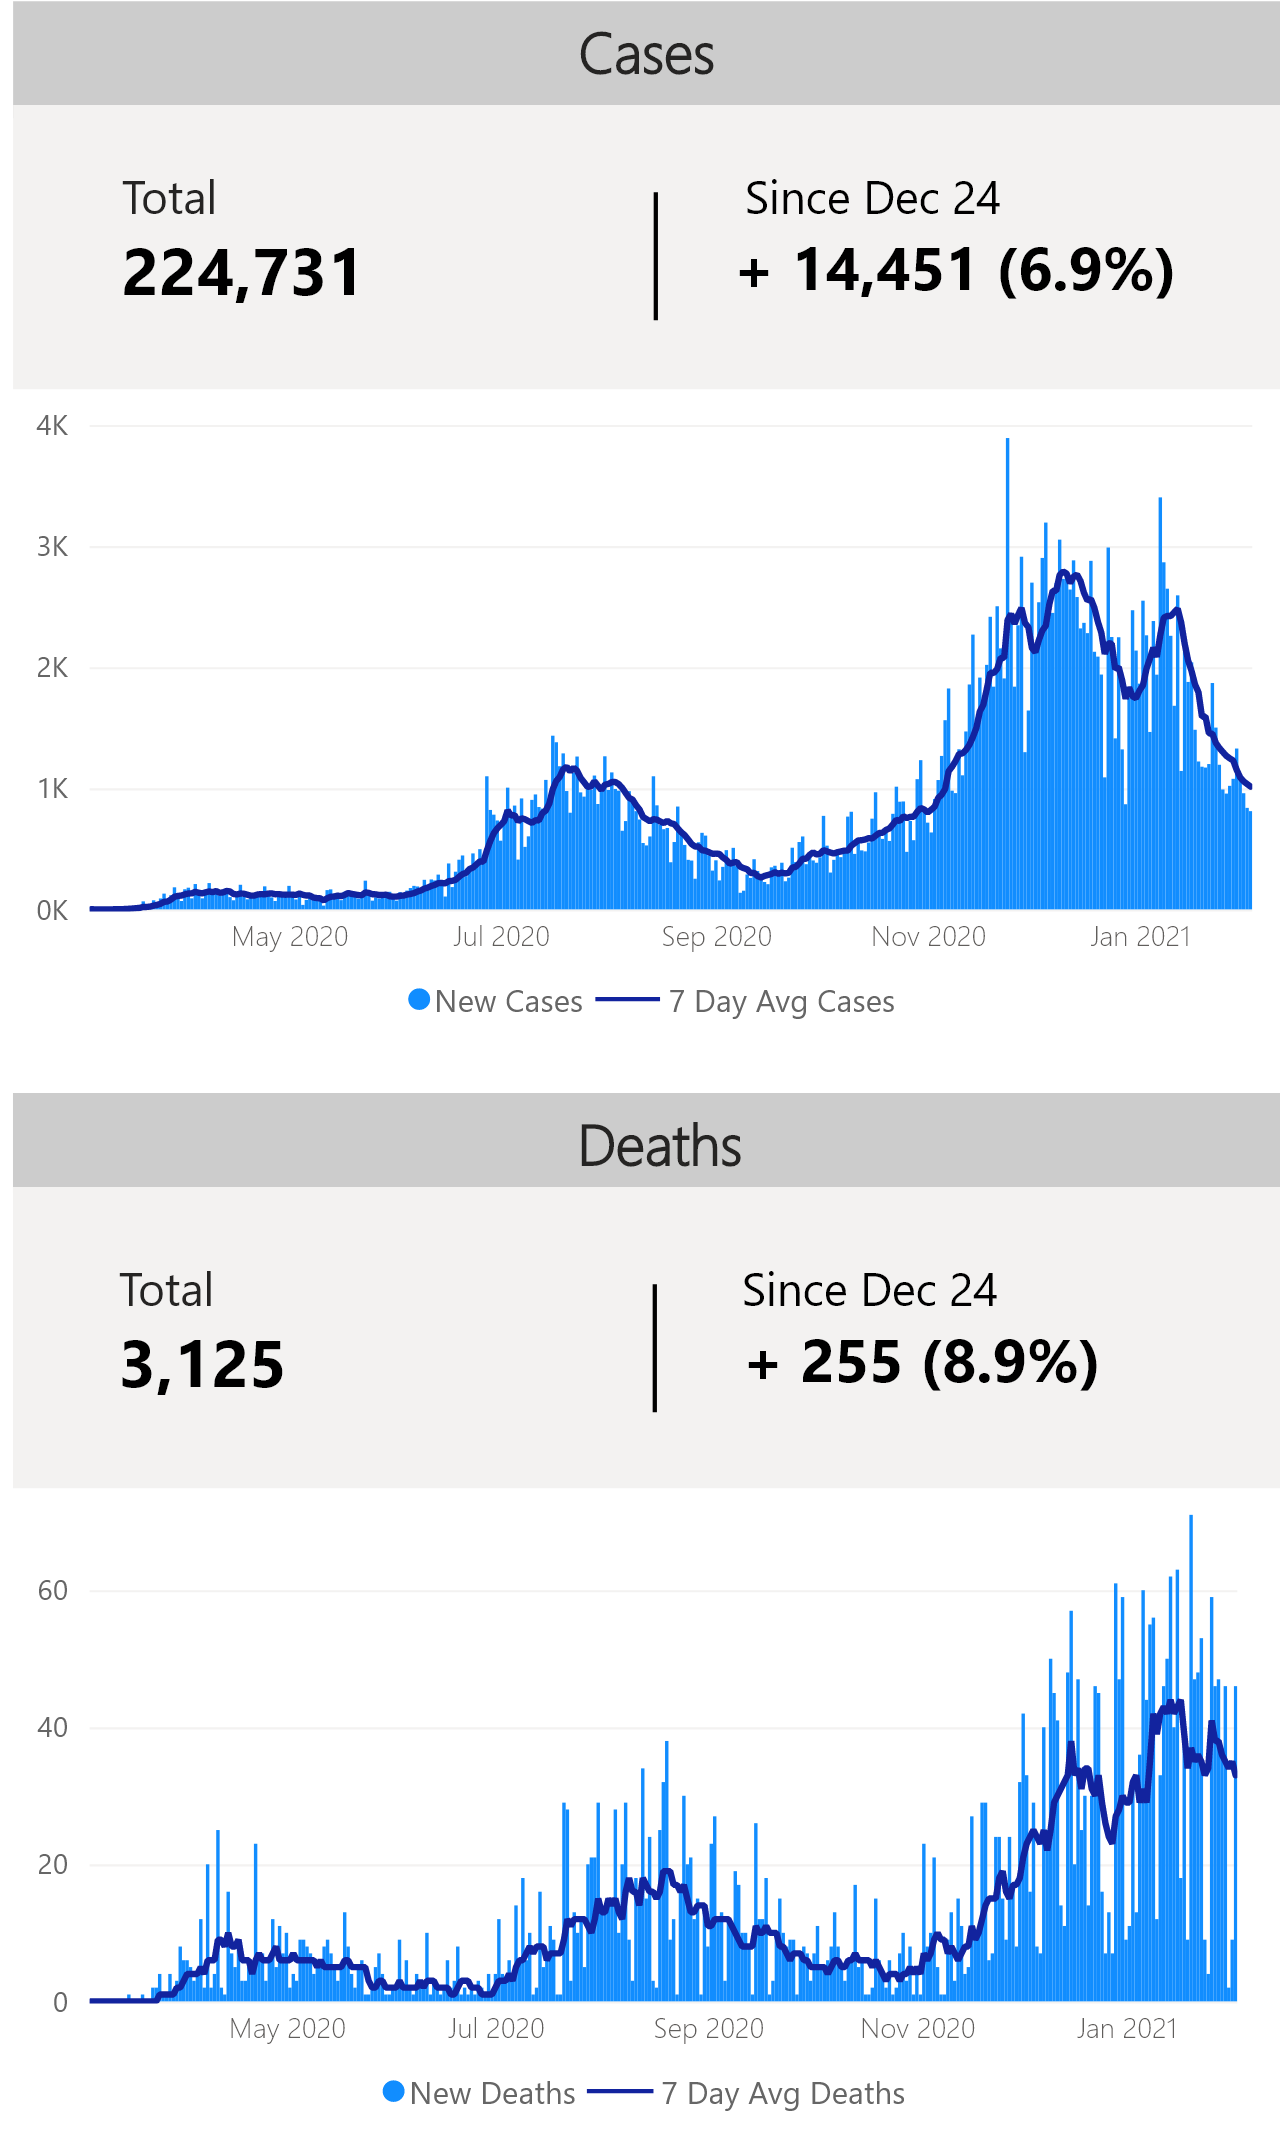 Cases
Total
Since Dec 24
224,731
+ 14,451 (6.9%)
4K
3K
2K
1K
0K
May 2020
Jul 2020
Sep 2020
Nov 2020
Jan 2021
New Cases
7 Day Avg Cases
Deaths
Total
Since Dec 24
3,125
+ 255 (8.9%)
60
40
20
0
May 2020
Jul 2020
Sep 2020
Nov 2020
Jan 2021
New Deaths
7 Day Avg Deaths